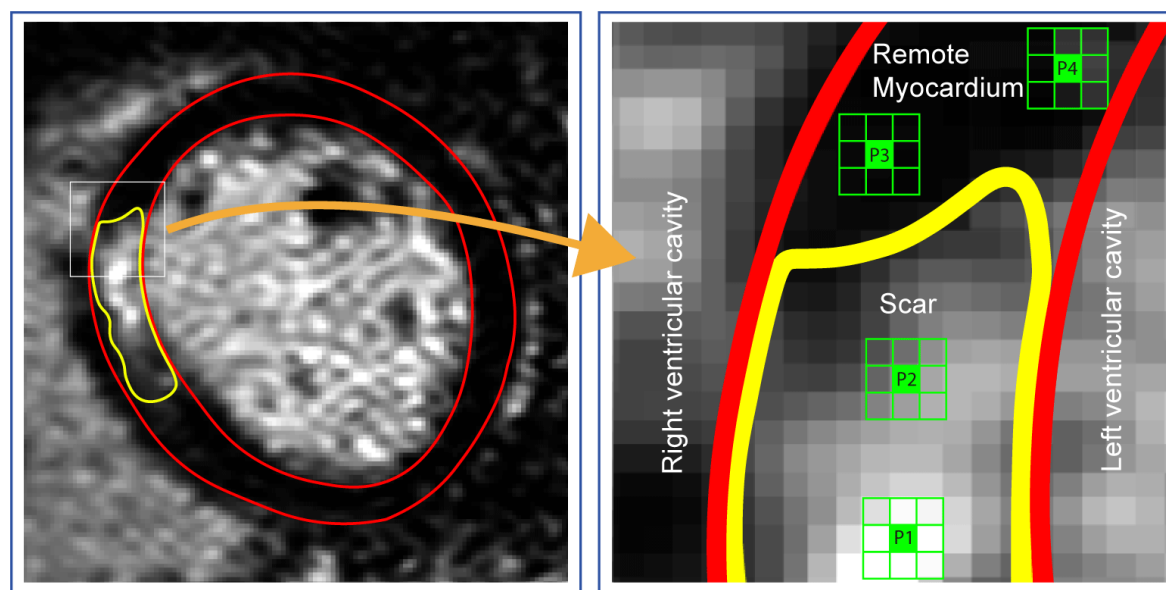 Remote
Myocardium
P4
P3
Right ventricular cavity
Left ventricular cavity
Scar
P2
P1